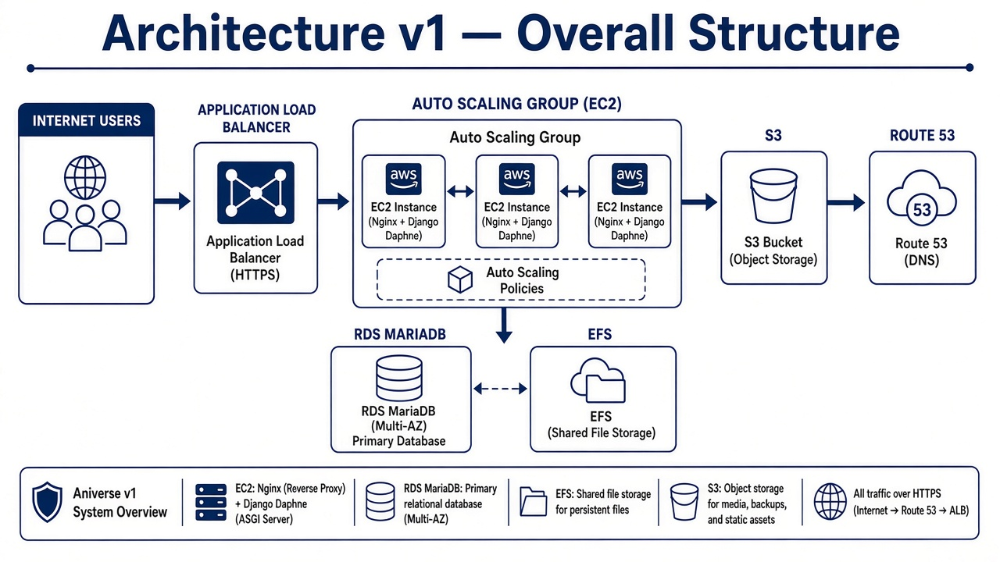 Architecture v1 — Overall Structure
INTERNET USERS
APPLICATION LOAD
BALANCER
Application Load
Balancer
(HTTPS)
AUTO SCALING GROUP (EC2)
Auto Scaling Group
aws
EC2 Instance
(Nginx + Django
Daphne)
aws
EC2 Instance
(Nginx + Django
Daphne)
aws
EC2 Instance
(Nginx + Django
Daphne)
Auto Scaling
Policies
S3
S3 Bucket
(Object Storage)
ROUTE 53
53
Route 53
(DNS)
RDS MARIADB
RDS MariaDB
(Multi-AZ)
Primary Database
EFS
EFS
(Shared File Storage)
Aniverse v1
System Overview
EC2: Nginx (Reverse Proxy)
+ Django Daphne
(ASGI Server)
RDS MariaDB: Primary
relational database
(Multi-AZ)
EFS: Shared file storage
for persistent files
S3: Object storage
for media, backups,
and static assets
All traffic over HTTPS
(Internet → Route 53 → ALB)